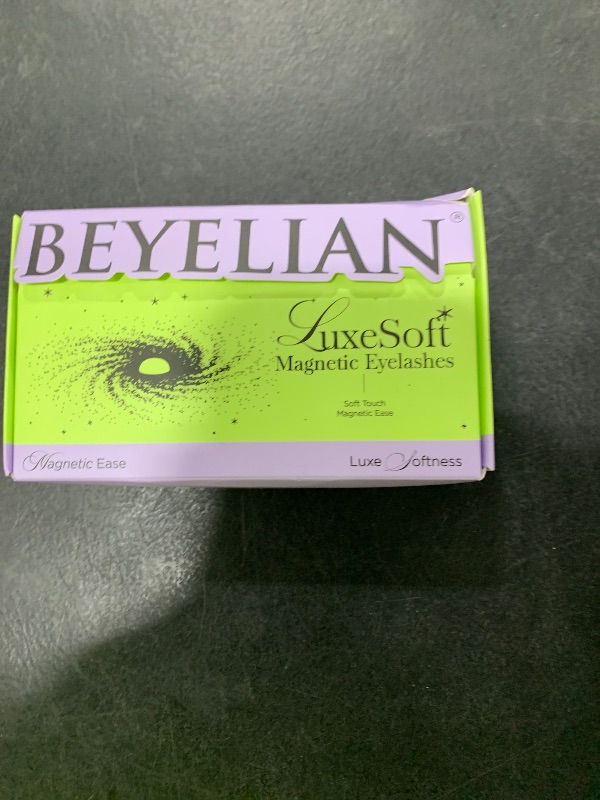 BEYELIAN®
LuxeSoft
Magnetic Eyelashes
Soft Touch
Magnetic Ease
Magnetic Ease
Luxe Softness